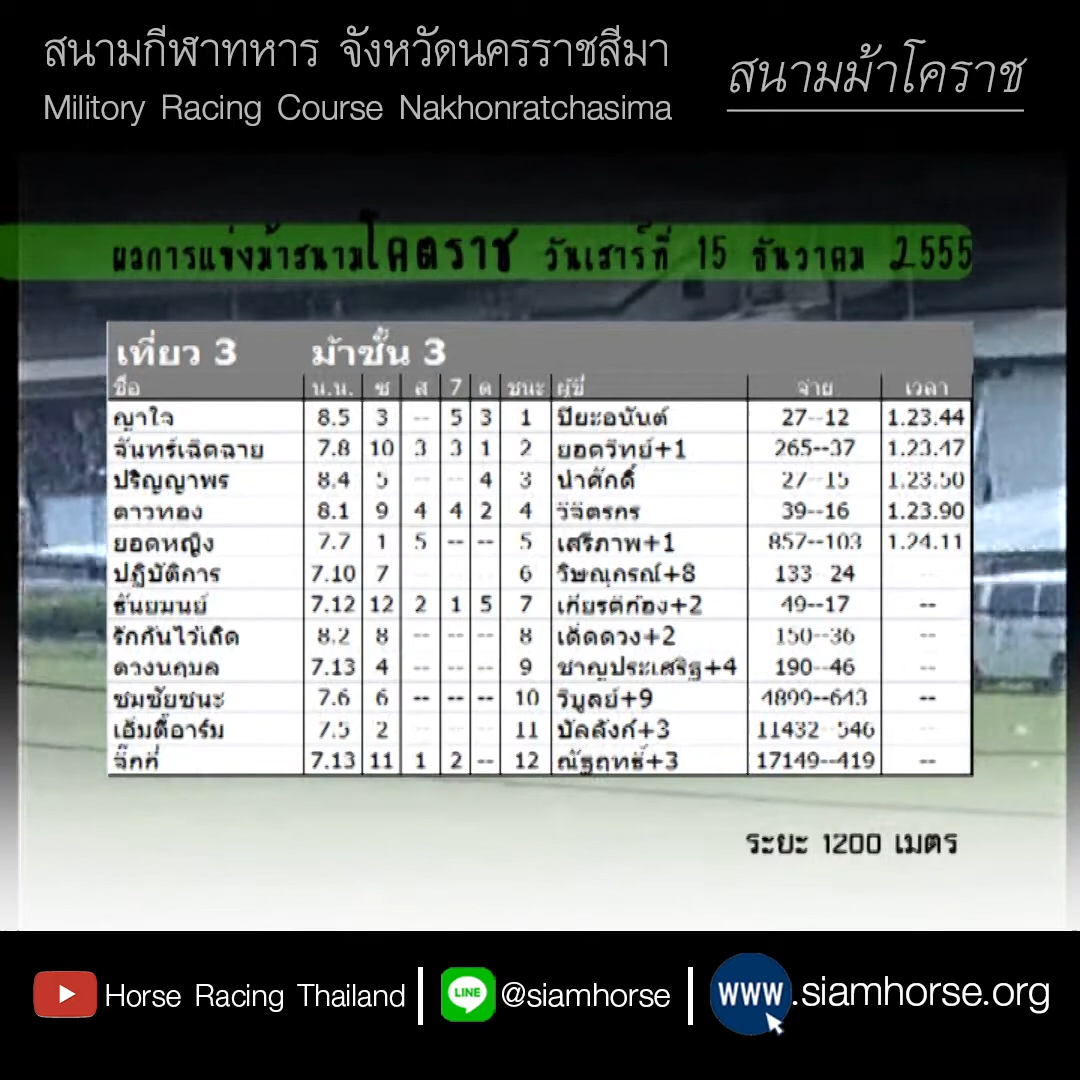 สนามกีฬาทหาร จังหวัดนครราชสีมา
Militory Racing Course Nakhonratchasima
สนามม้าโคราช
ผลการแข่งม้าสนามโคตราช วันเสาร์ที่ 15 ธันวาคม 2555
เที่ยว 3 ม้าชั้น 3
ชื่อ น.น. ซ ส 7 ต ชนะ ผู้ขี่ จ่าย เวลา
ญาใจ 8.5 3 -- 5 3 1 ปิยะอนันต์ 27--12 1.23.44
จันทร์เฉิดฉาย 7.8 10 3 3 1 2 ยอดวิทย์+1 265--37 1.23.47
ปริญญาพร 8.4 5 -- -- 4 3 นำศักดิ์ 27--15 1.23.50
ดาวทอง 8.1 9 4 4 2 4 วิจิตรกร 39--16 1.23.90
ยอดหญิง 7.7 1 5 -- -- 5 เสรีภาพ+1 857--103 1.24.11
ปฏิบัติการ 7.10 7 -- -- -- 6 วิษณุกรณ์+8 133--24 --
ธันยมนย์ 7.12 12 2 1 5 7 เกียรติก้อง+2 49--17 --
รักกันไว้เถิด 8.2 8 -- -- -- 8 เด็ดดวง+2 150--36 --
ดวงนฤมล 7.13 4 -- -- -- 9 ชาญประเสริฐ+4 190--46 --
ชมชัยชนะ 7.6 6 -- -- -- 10 วิบูลย์+9 4899--643 --
เอ็มตี้อาร์ม 7.5 2 -- -- -- 11 บัลลังก์+3 11432--546 --
จิ๊กกี่ 7.13 11 1 2 -- 12 ณัฐฤทธิ์+3 17149--419 --
ระยะ 1200 เมตร
Horse Racing Thailand | LINE @siamhorse | www.siamhorse.org